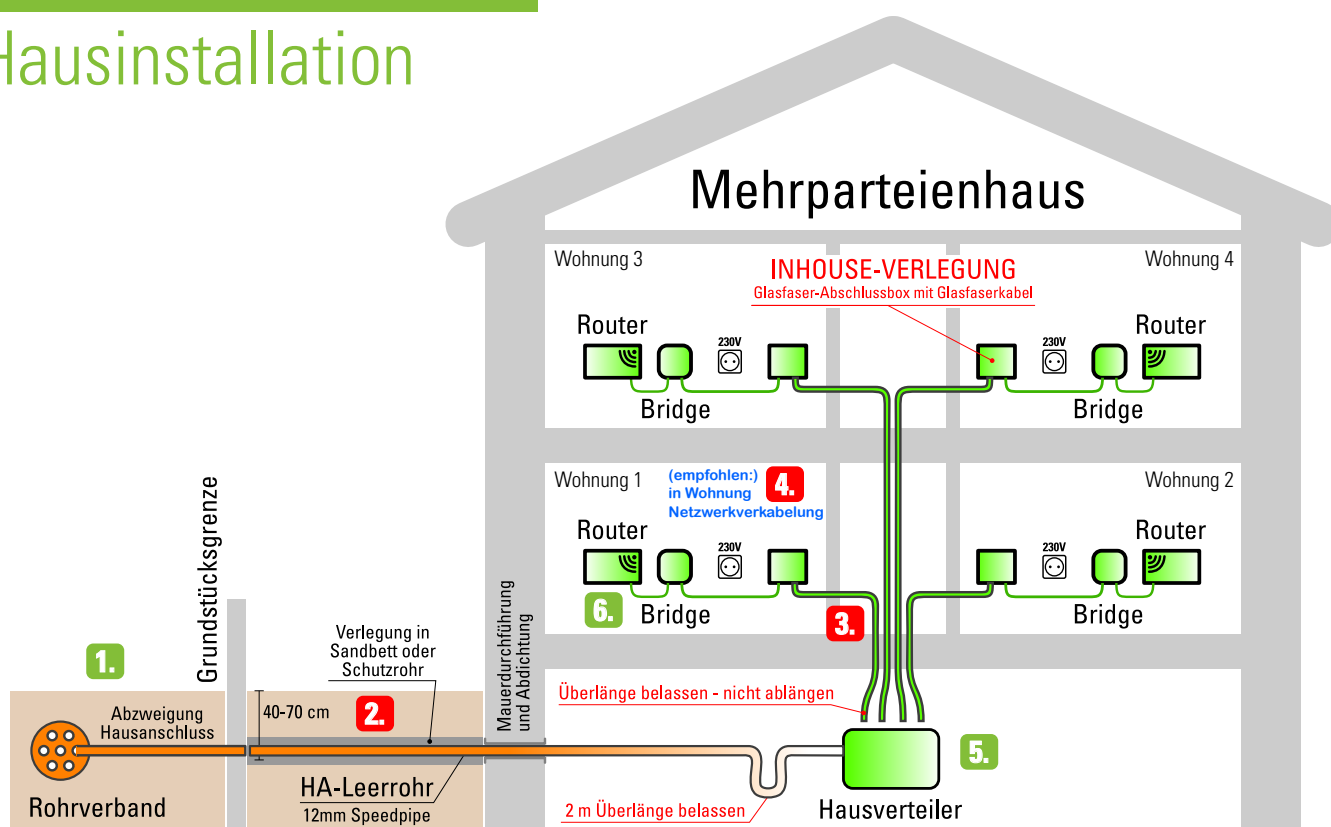 Hausinstallation
Mehrparteienhaus
Wohnung 3
INHOUSE-VERLEGUNG
Glasfaser-Abschlussbox mit Glasfaserkabel
Wohnung 4
Router
230V
Bridge
230V
Router
Bridge
Wohnung 1
(empfohlen:)
in Wohnung
Netzwerkverkabelung
4.
Wohnung 2
Router
230V
6.
Bridge
3.
230V
Router
Bridge
Grundstücksgrenze
1.
Abzweigung
Hausanschluss
Rohrverband
Verlegung in
Sandbett oder
Schutzrohr
40-70 cm
2.
HA-Leerrohr
12mm Speedpipe
Mauerdurchführung
und Abdichtung
Überlänge belassen - nicht ablängen
2 m Überlänge belassen
5.
Hausverteiler